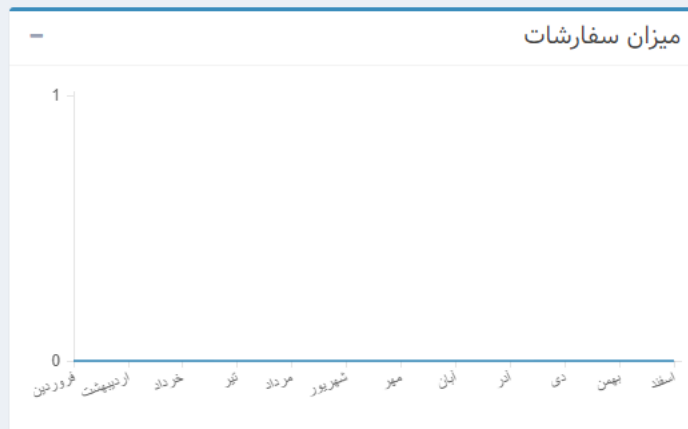 میزان سفارشات
1
0
فروردین اردیبهشت خرداد تیر مرداد شهریور مهر آبان آذر دی بهمن اسفند